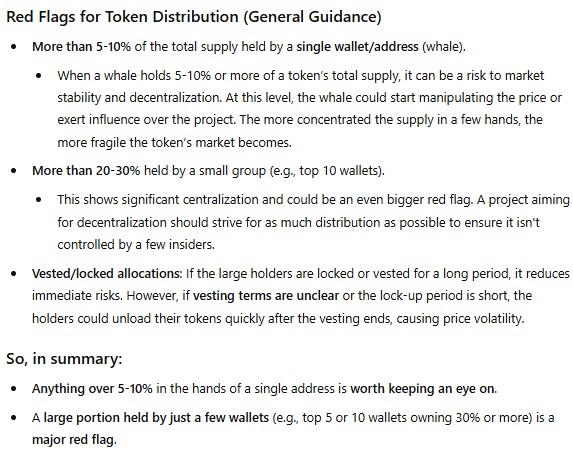 Red Flags for Token Distribution (General Guidance)
• More than 5-10% of the total supply held by a single wallet/address (whale).
• When a whale holds 5-10% or more of a token's total supply, it can be a risk to market
stability and decentralization. At this level, the whale could start manipulating the price or
exert influence over the project. The more concentrated the supply in a few hands, the
more fragile the token's market becomes.
• More than 20-30% held by a small group (e.g., top 10 wallets).
• This shows significant centralization and could be an even bigger red flag. A project aiming
for decentralization should strive for as much distribution as possible to ensure it isn't
controlled by a few insiders.
• Vested/locked allocations: If the large holders are locked or vested for a long period, it reduces
immediate risks. However, if vesting terms are unclear or the lock-up period is short, the
holders could unload their tokens quickly after the vesting ends, causing price volatility.
So, in summary:
• Anything over 5-10% in the hands of a single address is worth keeping an eye on.
• A large portion held by just a few wallets (e.g., top 5 or 10 wallets owning 30% or more) is a
major red flag.